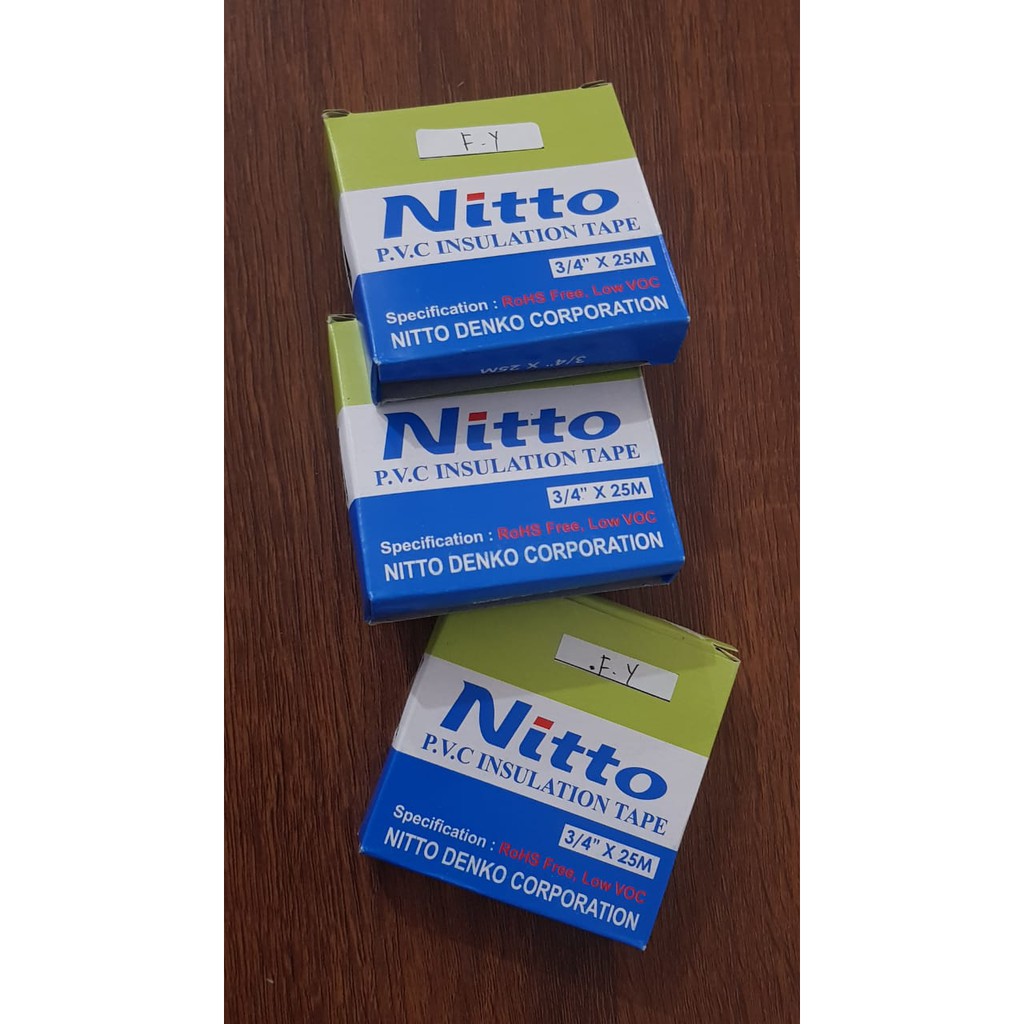 F-Y
Nitto
P.V.C INSULATION TAPE
3/4" X 25M
Specification : RoHS Free, Low VOC
NITTO DENKO CORPORATION
3/4" X 25M
Nitto
P.V.C INSULATION TAPE
3/4" X 25M
Specification : RoHS Free, Low VOC
NITTO DENKO CORPORATION
.F-Y
Nitto
P.V.C INSULATION TAPE
3/4" X 25M
Specification : RoHS Free, Low VOC
NITTO DENKO CORPORATION